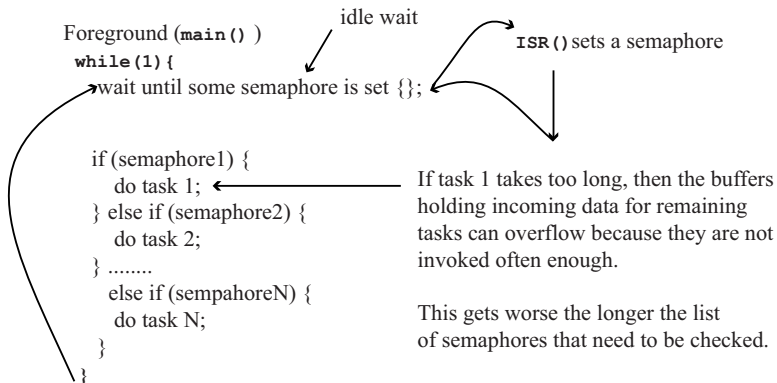 idle wait
Foreground (main() )
while(1){
wait until some semaphore is set {};
ISR() sets a semaphore
if (semaphore1) {
do task 1;
} else if (semaphore2) {
do task 2;
} ........
else if (sempahoreN) {
do task N;
}
}
If task 1 takes too long, then the buffers
holding incoming data for remaining
tasks can overflow because they are not
invoked often enough.
This gets worse the longer the list
of semaphores that need to be checked.